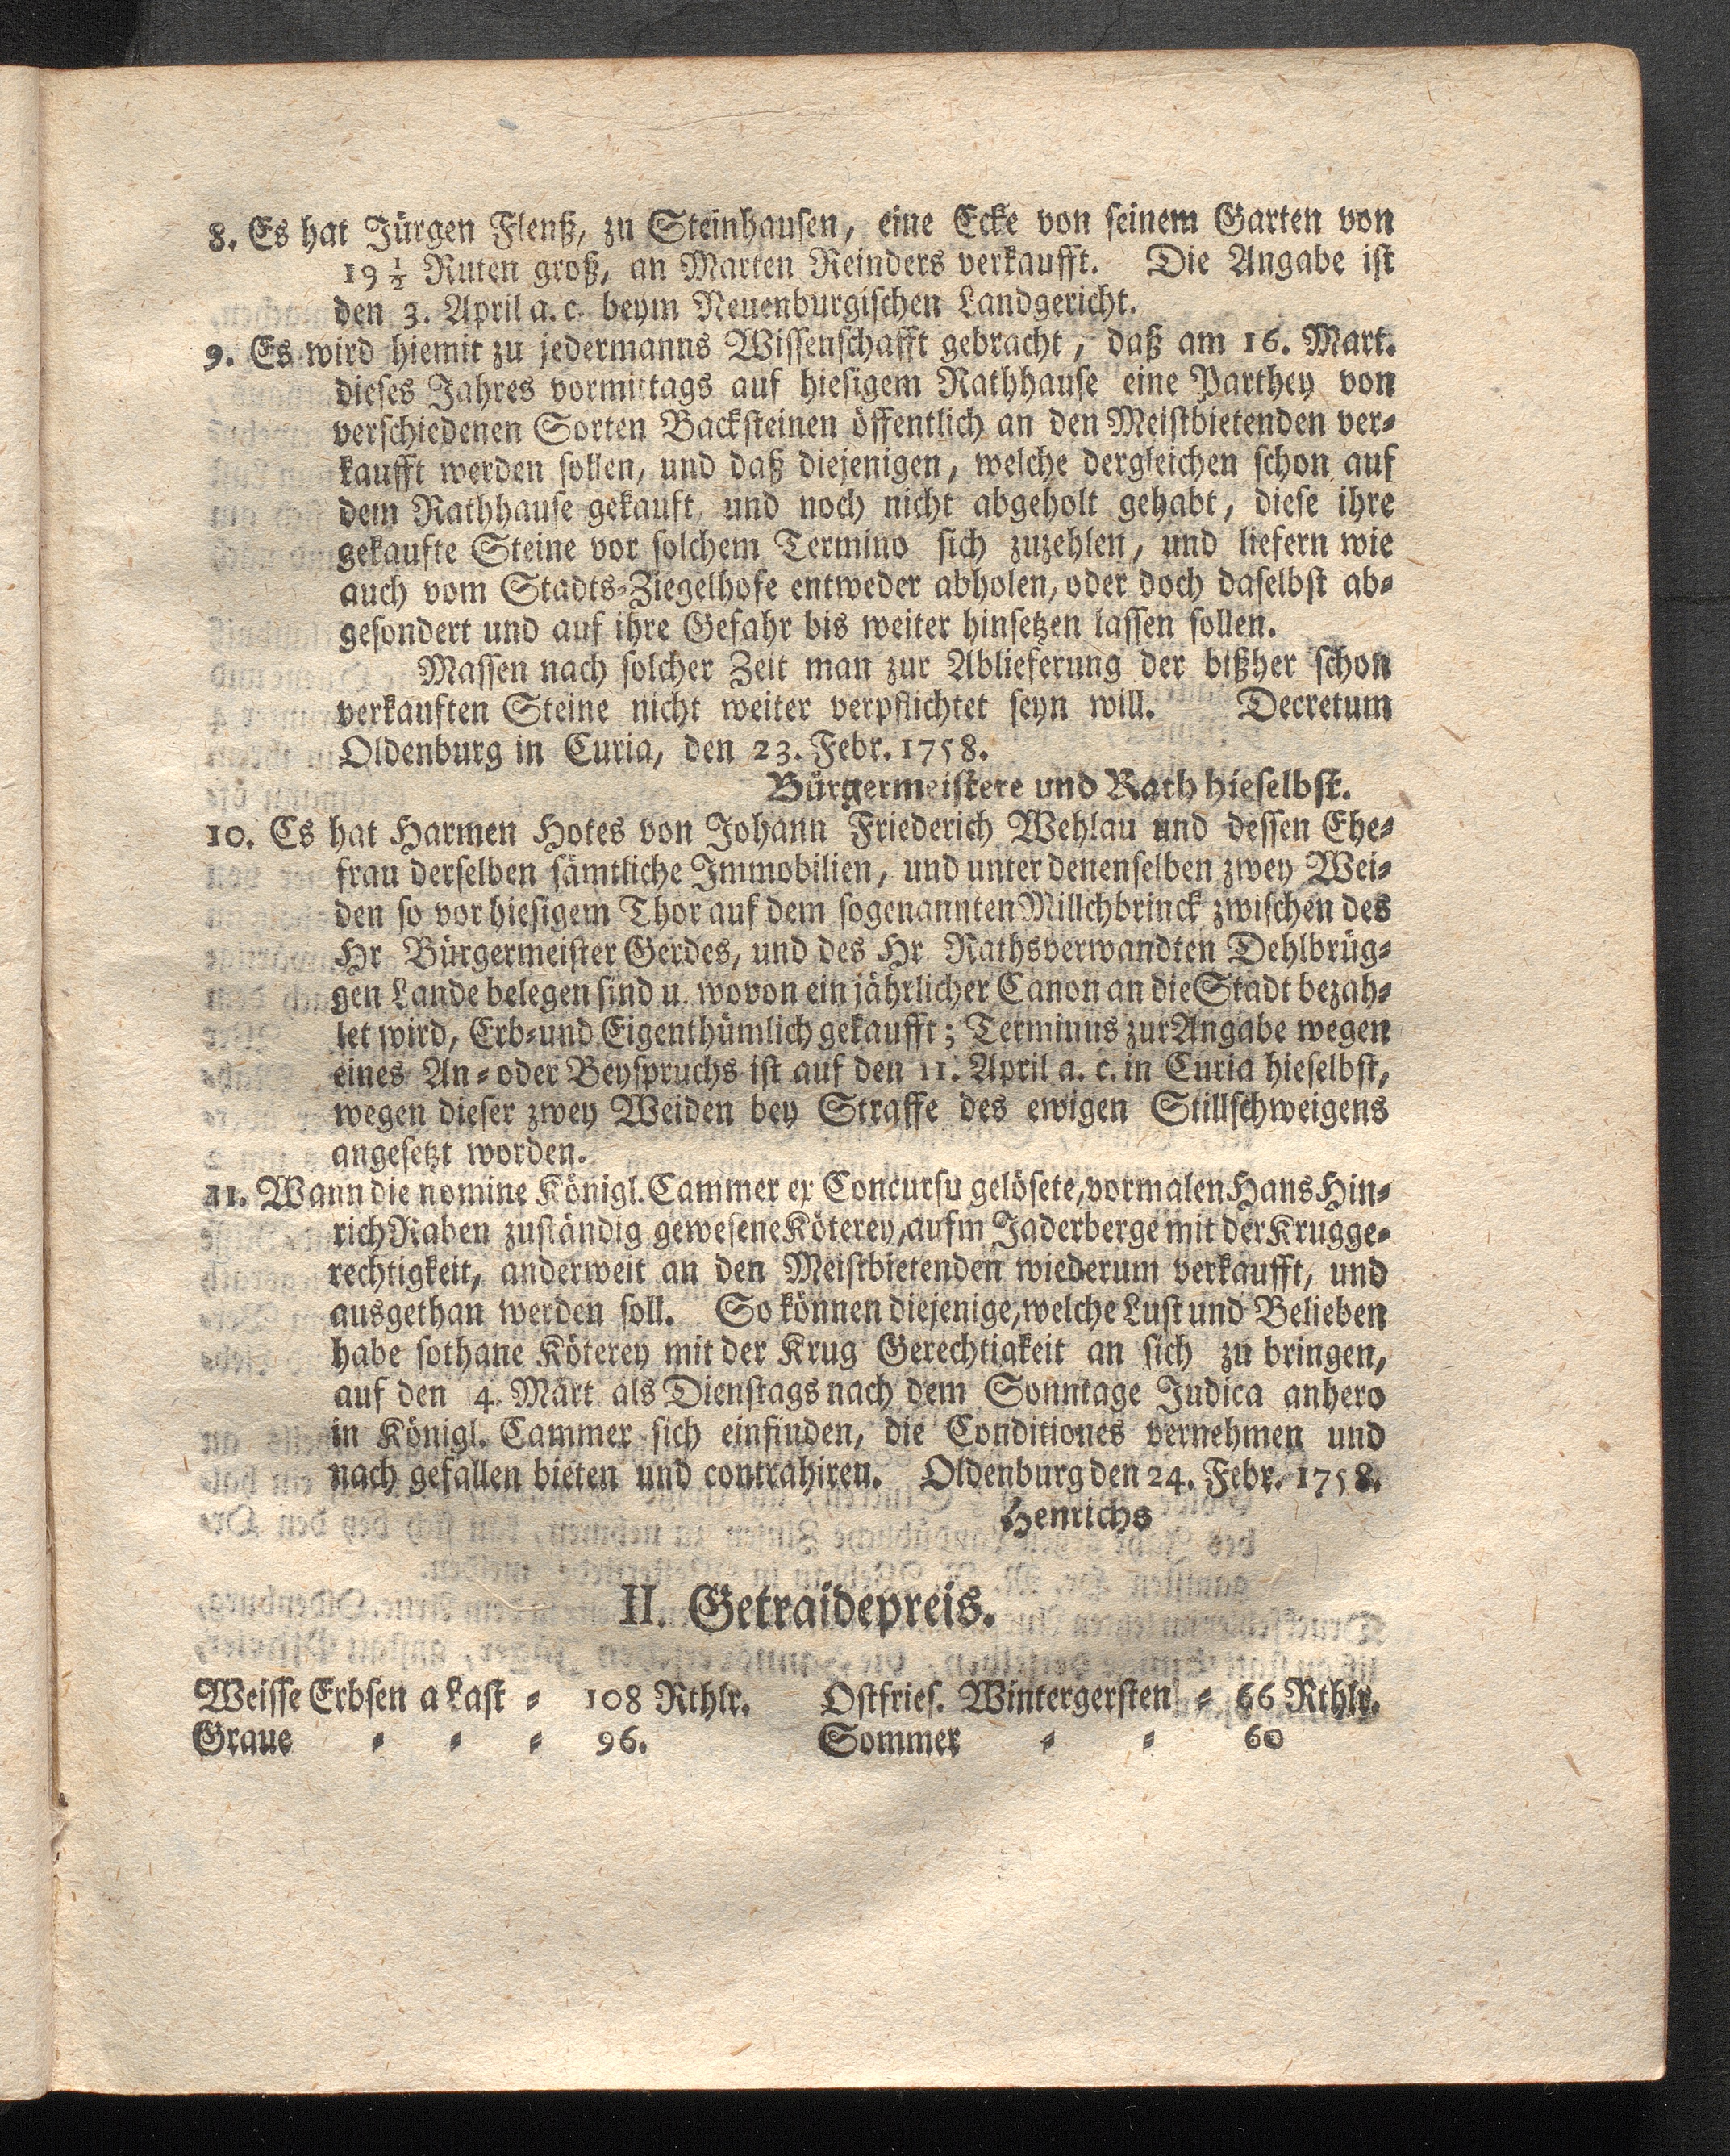 8. Es hat Jürgen Flenß, zu Steinhausen, eine Ecke von seinem Garten von
19 1/2 Ruten groß, an Marten Reinders verkaufft. Die Angabe ist
den 3. April a. c. beym Neuenburgischen Landgericht.
9. Es wird hiemit zu jedermanns Wissenschafft gebracht, daß am 16. Mart.
dieses Jahres vormittags auf hiesigem Rathhause eine Parthey von
verschiedenen Sorten Backsteinen öffentlich an den Meistbietenden ver-
kaufft werden sollen, und daß diejenigen, welche dergleichen schon auf
dem Rathhause gekauft, und noch nicht abgeholt gehabt, diese ihre
gekaufte Steine vor solchem Termino sich zuzehlen, und liefern wie
auch vom Stadts-Ziegelhofe entweder abholen, oder doch daselbst ab-
gesondert und auf ihre Gefahr bis weiter hinsetzen lassen sollen.
Massen nach solcher Zeit man zur Ablieferung der bißher schon
verkauften Steine nicht weiter verpflichtet seyn will. Decretum
Oldenburg in Curia, den 23. Febr. 1758.
Bürgermeistere und Rath hieselbst.
10. Es hat Harmen Hotes von Johann Friederich Wehlau und dessen Ehe-
frau derselben sämtliche Immobilien, und unter denenselben zwey Wei-
den so vor hiesigem Thor auf dem sogenannten Millchbrinck zwischen des
Hr. Bürgermeister Gerdes, und des Hr. Rathsverwandten Dehlbrüg-
gen Lande belegen sind u. wovon ein jährlicher Canon an die Stadt bezah-
let wird, Erb- und Eigenthümlich gekaufft; Terminus zur Angabe wegen
eines An- oder Beyspruchs ist auf den 11. April a. c. in Curia hieselbst,
wegen dieser zwey Weiden bey Straffe des ewigen Stillschweigens
angesetzt worden.
11. Wann die nomine Königl. Cammer ex Concursu gelösete, vormalen Hans Hin-
rich Raben zuständig gewesene Köterey, aufm Jaderberge mit der Krugge-
rechtigkeit, anderweit an den Meistbietenden wiederum verkaufft, und
ausgethan werden soll. So können diejenige, welche Lust und Belieben
habe sothane Köterey mit der Krug Gerechtigkeit an sich zu bringen,
auf den 4. Märt als Dienstags nach dem Sonntage Judica anhero
in Königl. Cammer sich einfinden, die Conditiones vernehmen und
nach gefallen bieten und contrahiren. Oldenburg den 24. Febr. 1758.
Henrichs
II. Getraidepreis.
Weisse Erbsen a Last - 108 Rthlr. Ostfries. Wintergersten - 66 Rthlr.
Graue - - - 96. Sommer - - 60